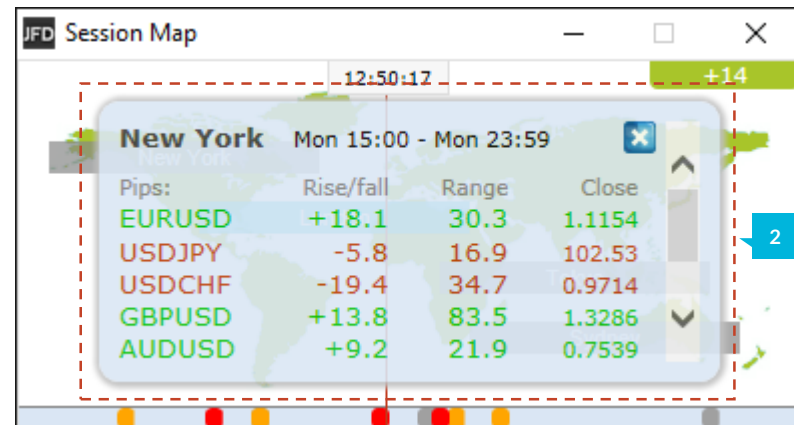 JFD Session Map
12:50:17
+14
New York Mon 15:00 - Mon 23:59
New York
Pips: Rise/fall Range Close
EURUSD +18.1 30.3 1.1154
USDJPY -5.8 16.9 102.53
USDCHF -19.4 34.7 0.9714
GBPUSD +13.8 83.5 1.3286
AUDUSD +9.2 21.9 0.7539
2